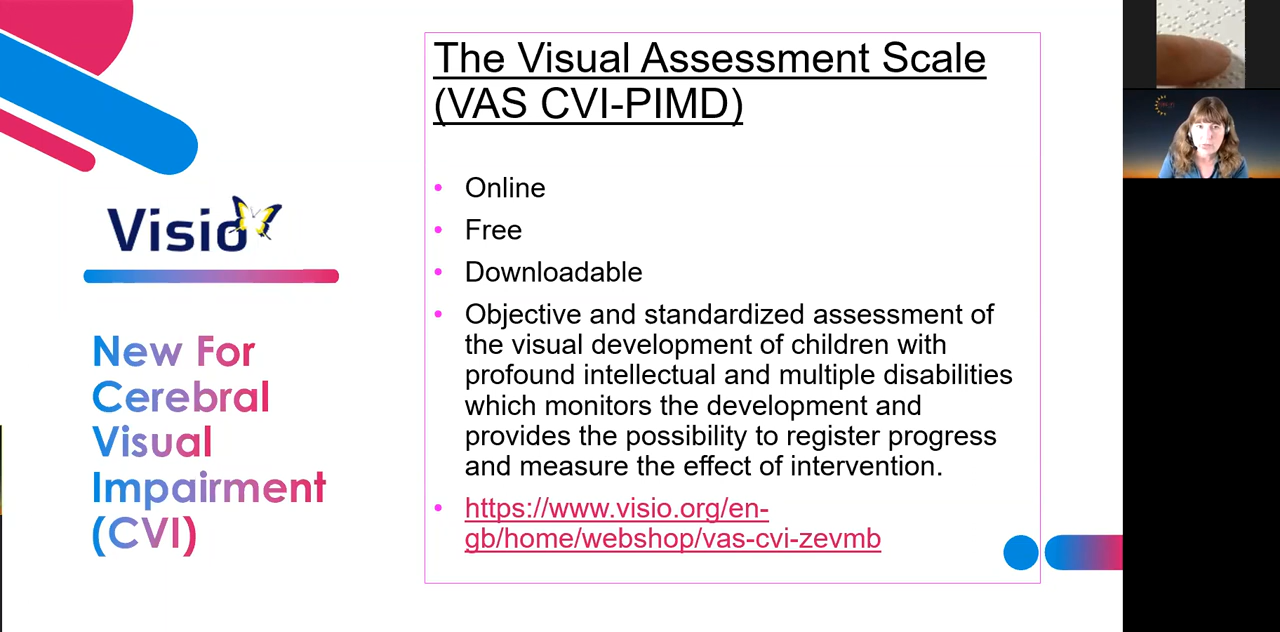 The Visual Assessment Scale
(VAS CVI-PIMD)
• Online
• Free
• Downloadable
• Objective and standardized assessment of
the visual development of children with
profound intellectual and multiple disabilities
which monitors the development and
provides the possibility to register progress
and measure the effect of intervention.
• https://www.visio.org/en-
gb/home/webshop/vas-cvi-zevmb
Visio
New For
Cerebral
Visual
Impairment
(CVI)